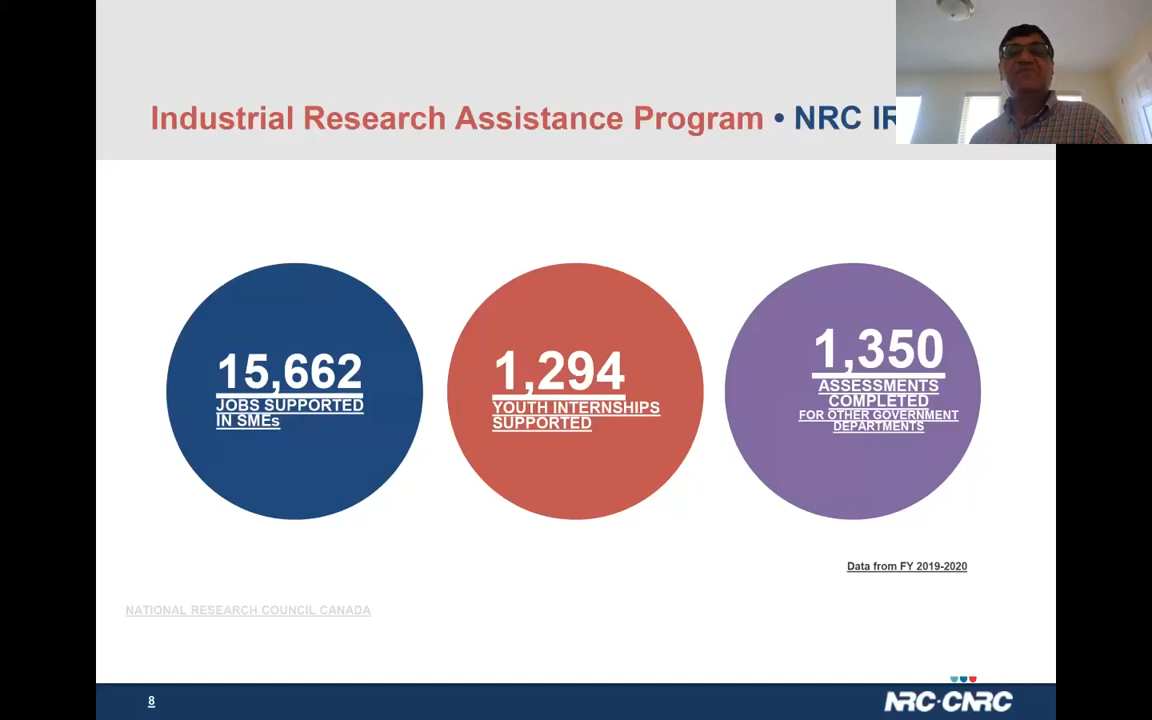 Industrial Research Assistance Program • NRC
15,662
JOBS SUPPORTED
IN SMEs
1,294
YOUTH INTERNSHIPS
SUPPORTED
1,350
ASSESSMENTS
COMPLETED
FOR OTHER GOVERNMENT
DEPARTMENTS
Data from FY 2019-2020
NATIONAL RESEARCH COUNCIL CANADA
8
NRC·CNRC